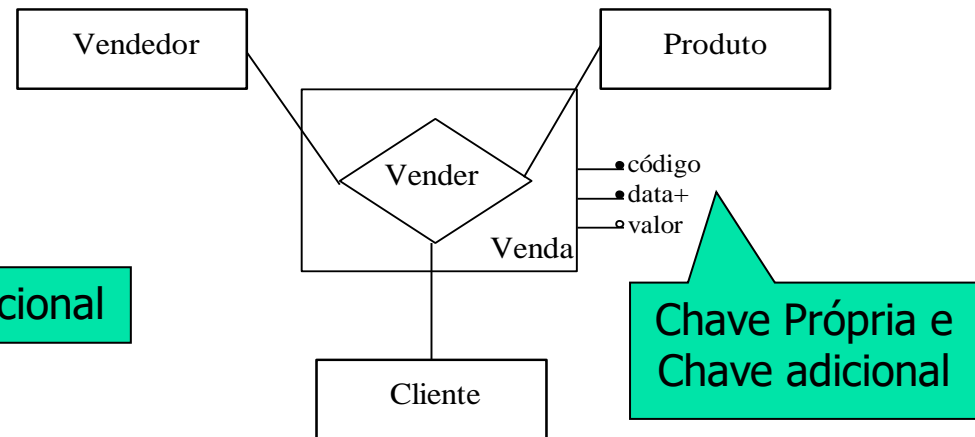 Vendedor
Produto
Vender
código
data+
valor
Venda
cional
Chave Própria e
Chave adicional
Cliente